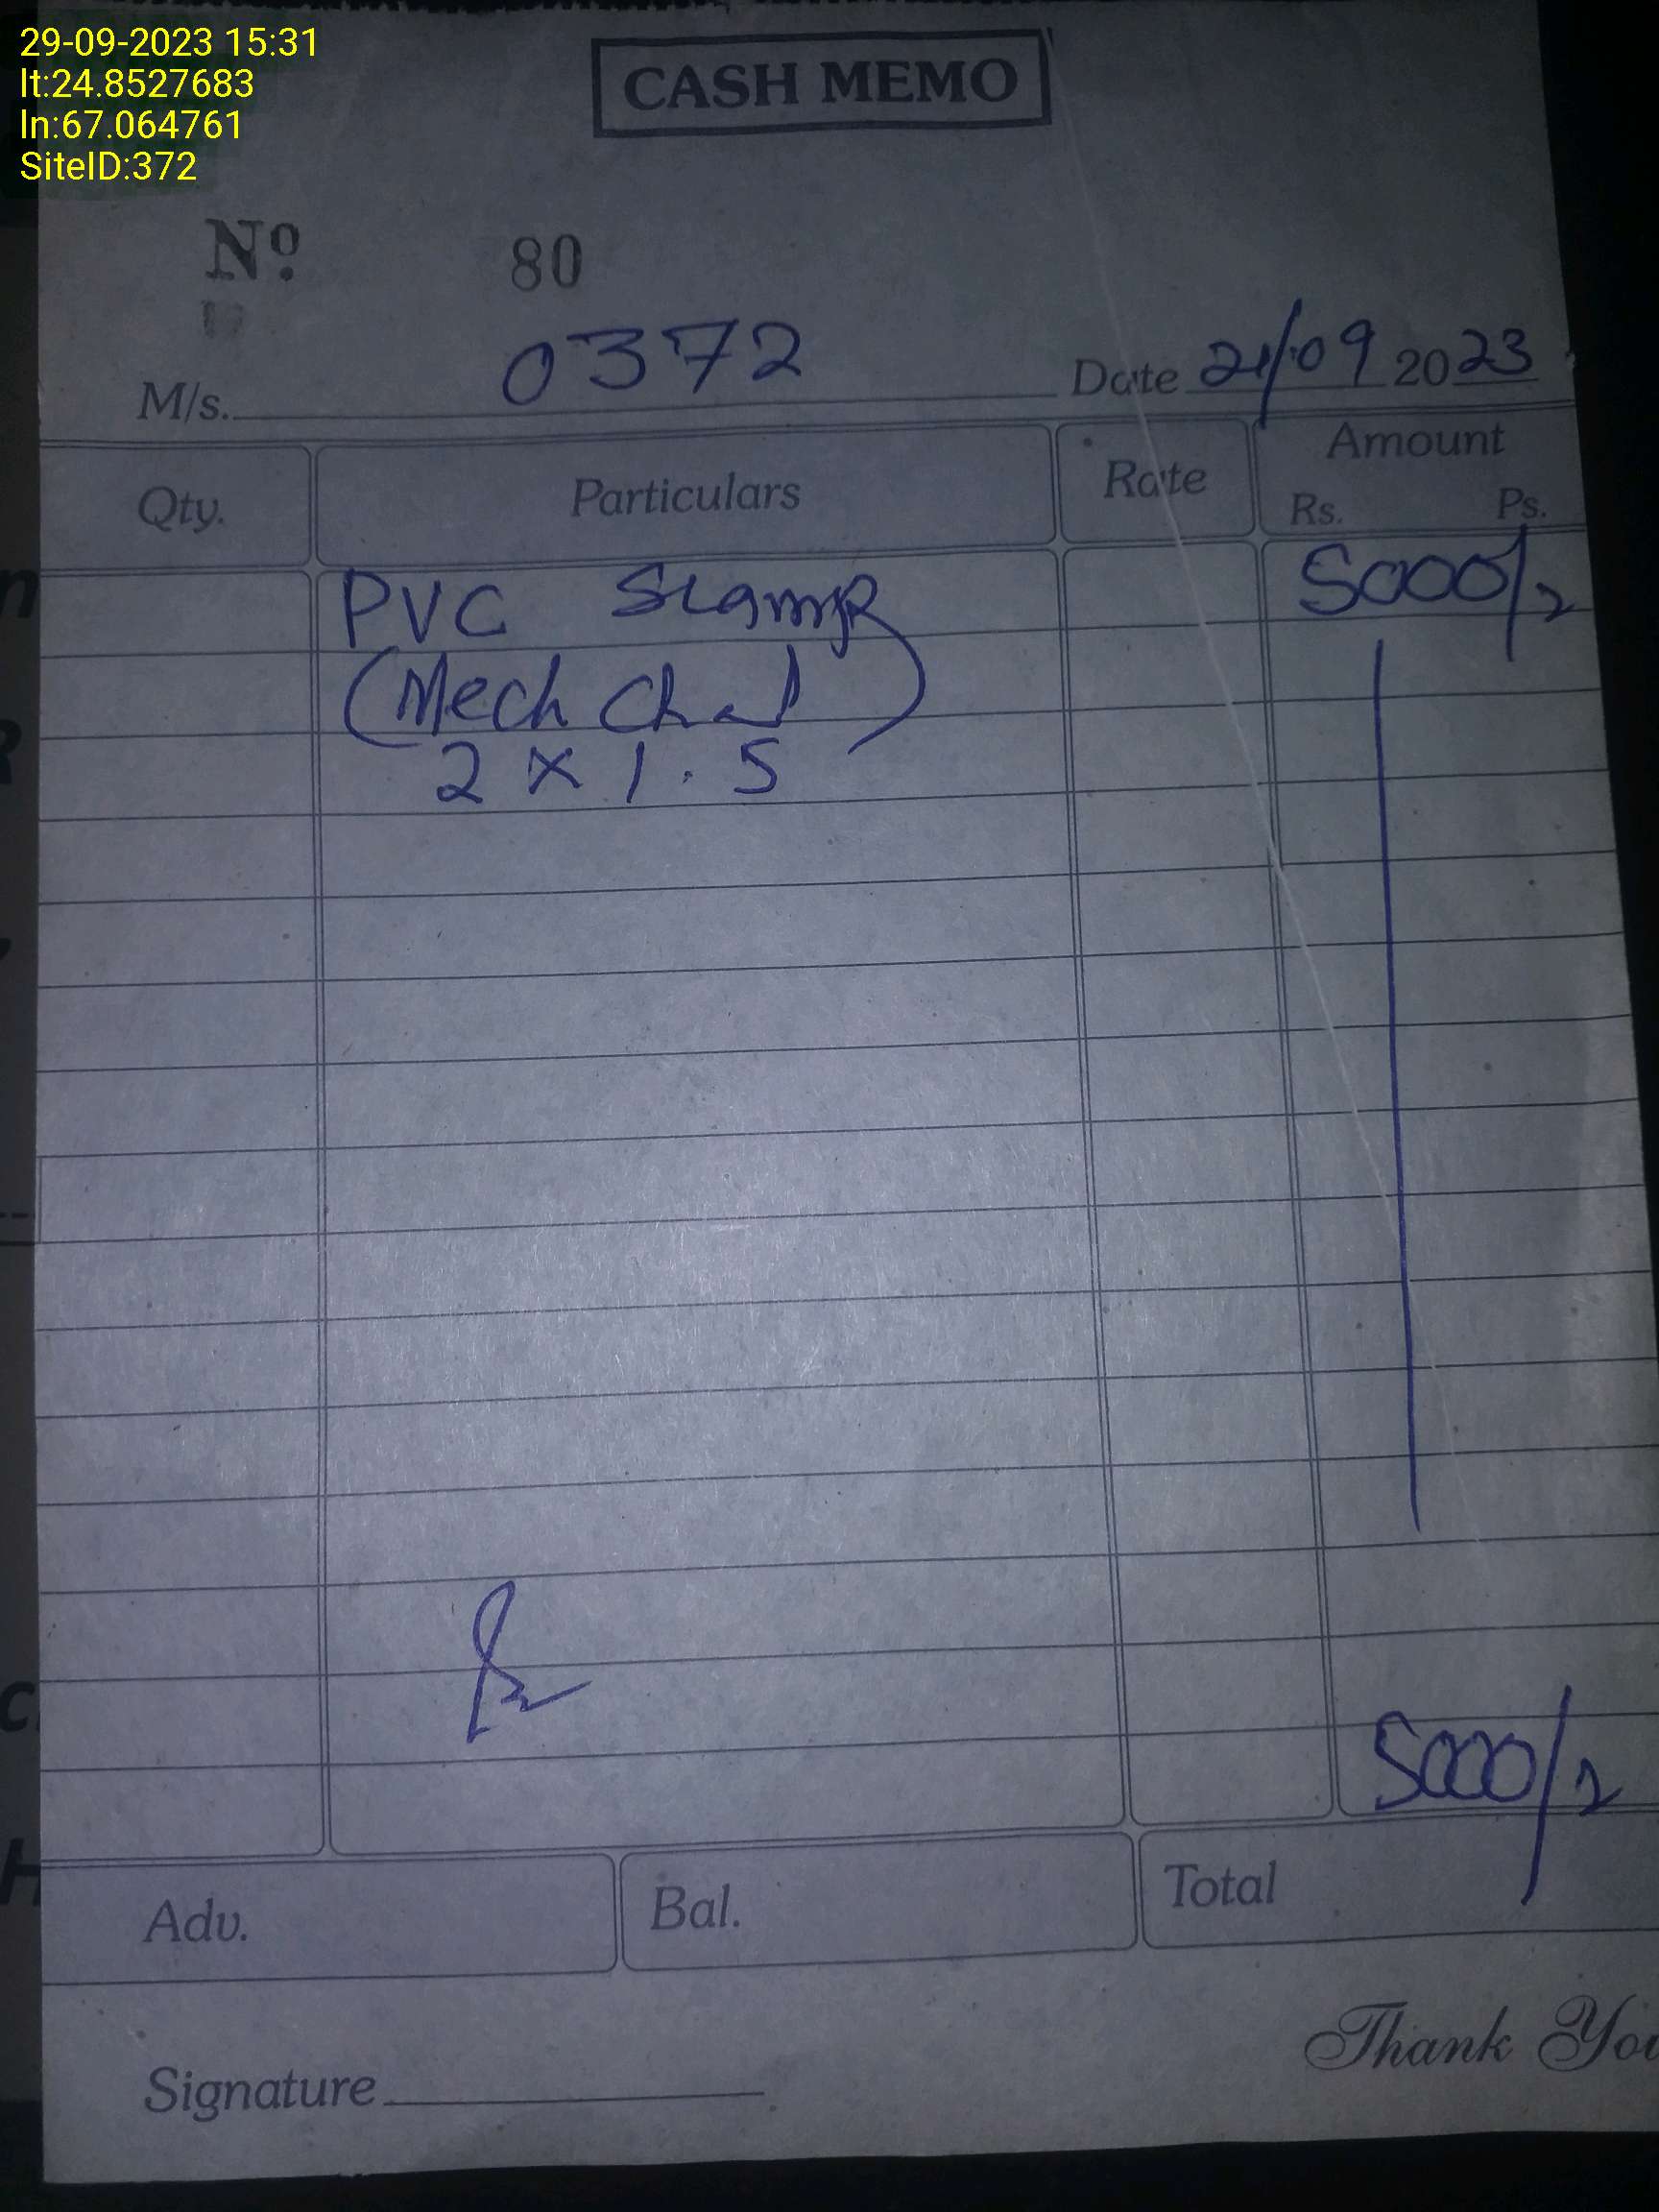 29-09-2023 15:31
lt:24.8527683
ln:67.064761
SiteID:372
CASH MEMO
Nº 80
M/s. 0372 Date 21/09 2023
Qty. Particulars Rate Amount
Rs. Ps.
PVC Stamp 5000/
(Mech
2 x 1.5
5000/
Adv. Bal. Total
Thank You
Signature